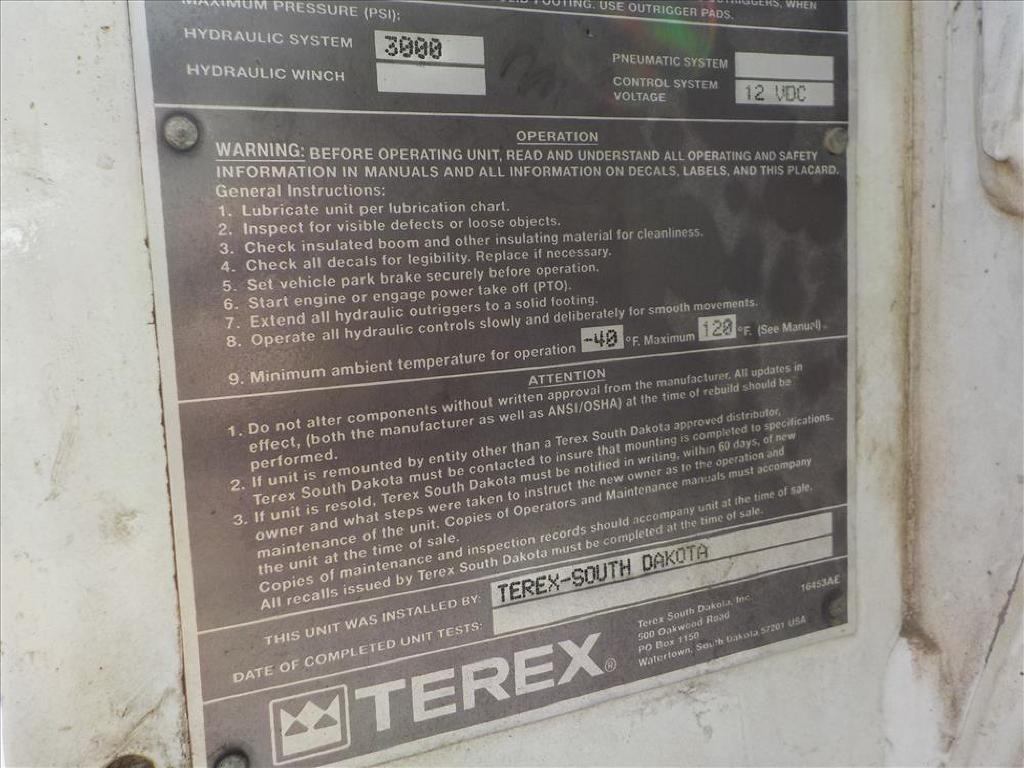 FOOTING. USE OUTRIGGER PADS.
MAXIMUM PRESSURE (PSI):
HYDRAULIC SYSTEM 3000
HYDRAULIC WINCH
PNEUMATIC SYSTEM
CONTROL SYSTEM
VOLTAGE 12 VDC
OPERATION
WARNING: BEFORE OPERATING UNIT, READ AND UNDERSTAND ALL OPERATING AND SAFETY
INFORMATION IN MANUALS AND ALL INFORMATION ON DECALS, LABELS, AND THIS PLACARD.
General Instructions:
1. Lubricate unit per lubrication chart.
2. Inspect for visible defects or loose objects.
3. Check insulated boom and other insulating material for cleanliness.
4. Check all decals for legibility. Replace if necessary.
5. Set vehicle park brake securely before operation.
6. Start engine or engage power take off (PTO).
7. Extend all hydraulic outriggers to a solid footing.
8. Operate all hydraulic controls slowly and deliberately for smooth movements.
9. Minimum ambient temperature for operation -40 °F. Maximum 120 °F. (See Manual).
ATTENTION
1. Do not alter components without written approval from the manufacturer. All updates in
effect, (both the manufacturer as well as ANSI/OSHA) at the time of rebuild should be
performed.
2. If unit is remounted by entity other than a Terex South Dakota approved distributor,
Terex South Dakota must be contacted to insure that mounting is completed to specifications.
3. If unit is resold, Terex South Dakota must be notified in writing, within 60 days, of new
owner and what steps were taken to instruct the new owner as to the operation and
maintenance of the unit. Copies of Operators and Maintenance manuals must accompany
the unit at the time of sale.
Copies of maintenance and inspection records should accompany unit at the time of sale.
All recalls issued by Terex South Dakota must be completed at the time of sale.
THIS UNIT WAS INSTALLED BY: TEREX-SOUTH DAKOTA
DATE OF COMPLETED UNIT TESTS:
TEREX®
Terex South Dakota, Inc.
500 Oakwood Road
PO Box 1150
Watertown, South Dakota 57201 USA
16453AE